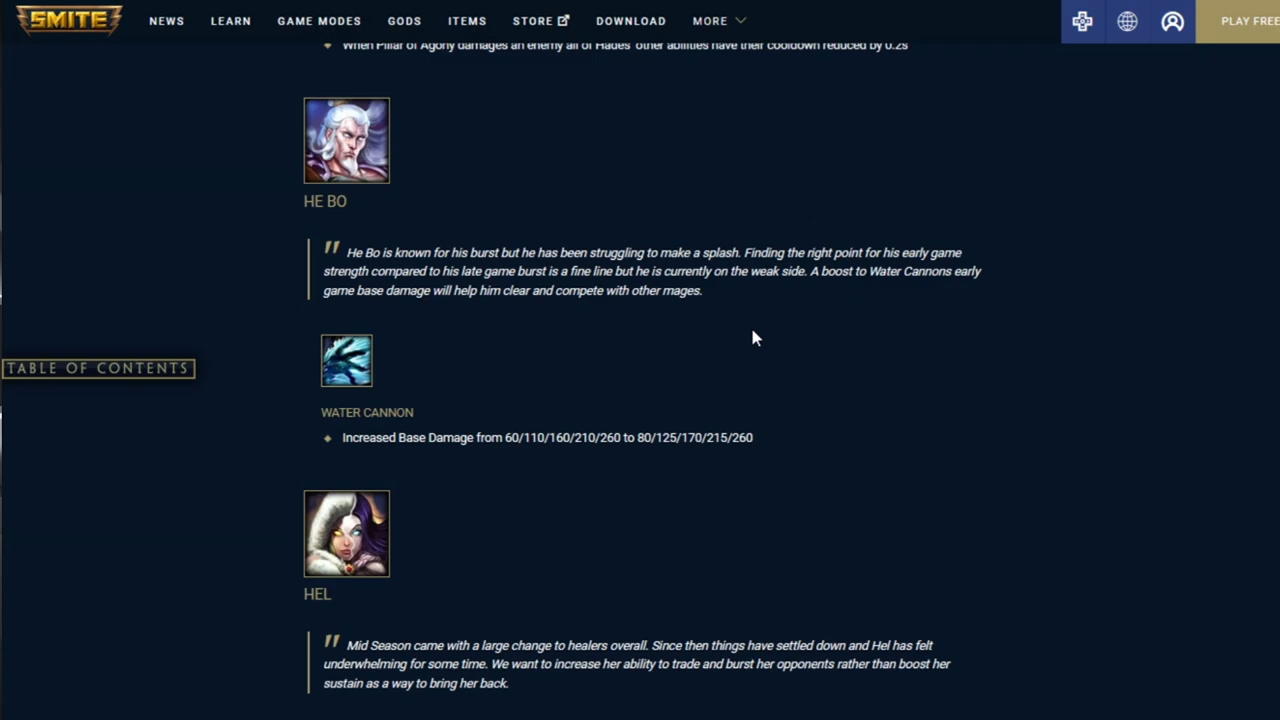 SMITE NEWS LEARN GAME MODES GODS ITEMS STORE DOWNLOAD MORE PLAY FREE
When Pillar of Agony damages an enemy all of Hades' other abilities have their cooldown reduced by 0.2s
HE BO
" He Bo is known for his burst but he has been struggling to make a splash. Finding the right point for his early game
strength compared to his late game burst is a fine line but he is currently on the weak side. A boost to Water Cannons early
game base damage will help him clear and compete with other mages.
TABLE OF CONTENTS
WATER CANNON
Increased Base Damage from 60/110/160/210/260 to 80/125/170/215/260
HEL
" Mid Season came with a large change to healers overall. Since then things have settled down and Hel has felt
underwhelming for some time. We want to increase her ability to trade and burst her opponents rather than boost her
sustain as a way to bring her back.